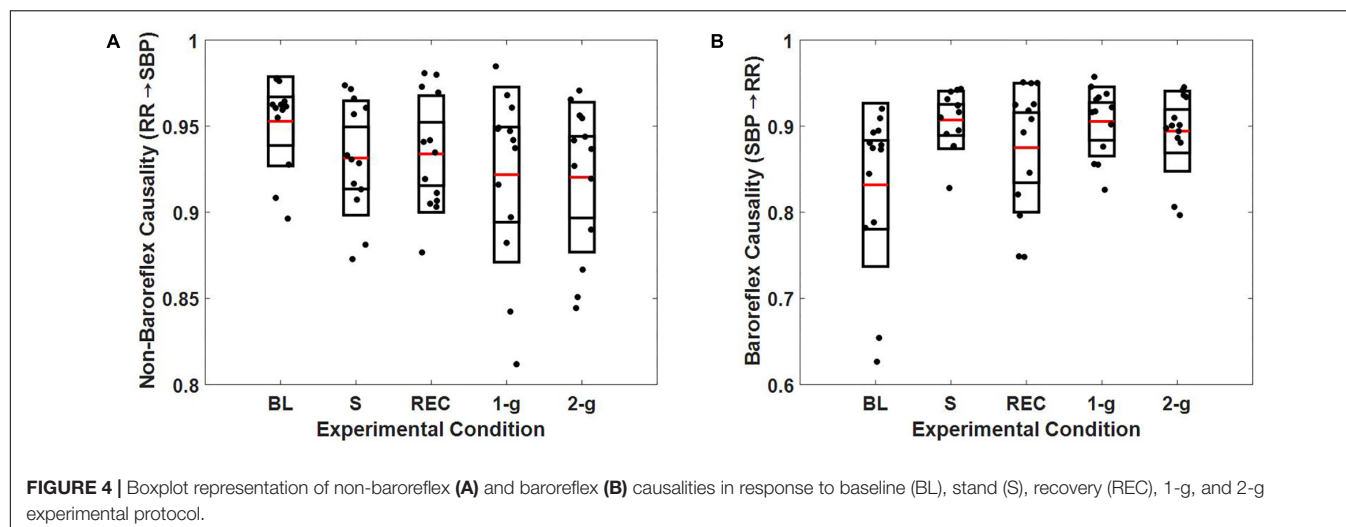 A
Non-Baroreflex Causality (RR → SBP)
1
0.95
0.9
0.85
0.8
BL S REC 1-g 2-g
Experimental Condition
B
Baroreflex Causality (SBP → RR)
1
0.9
0.8
0.7
0.6
BL S REC 1-g 2-g
Experimental Condition
FIGURE 4 | Boxplot representation of non-baroreflex (A) and baroreflex (B) causalities in response to baseline (BL), stand (S), recovery (REC), 1-g, and 2-g
experimental protocol.